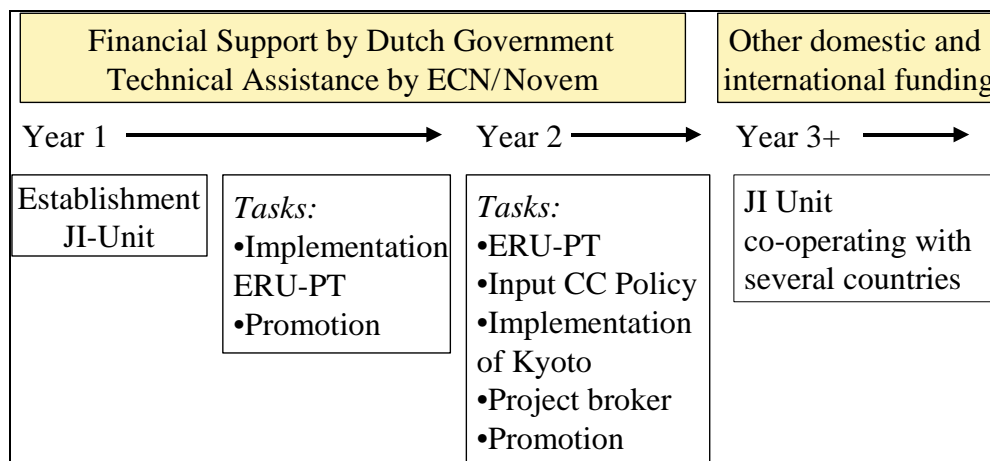 Financial Support by Dutch Government
Technical Assistance by ECN/Novem
Other domestic and
international funding
Year 1
Year 2
Year 3+
Establishment
JI-Unit
Tasks:
•Implementation
ERU-PT
•Promotion
Tasks:
•ERU-PT
•Input CC Policy
•Implementation
of Kyoto
•Project broker
•Promotion
JI Unit
co-operating with
several countries